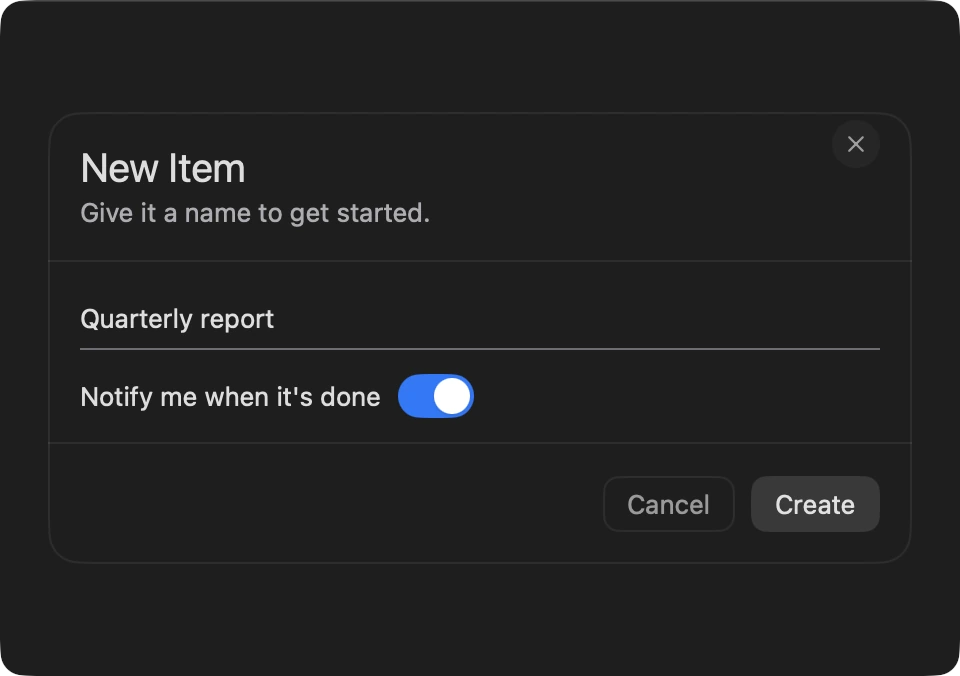 New Item
Give it a name to get started.
Quarterly report
Notify me when it's done
Cancel
Create